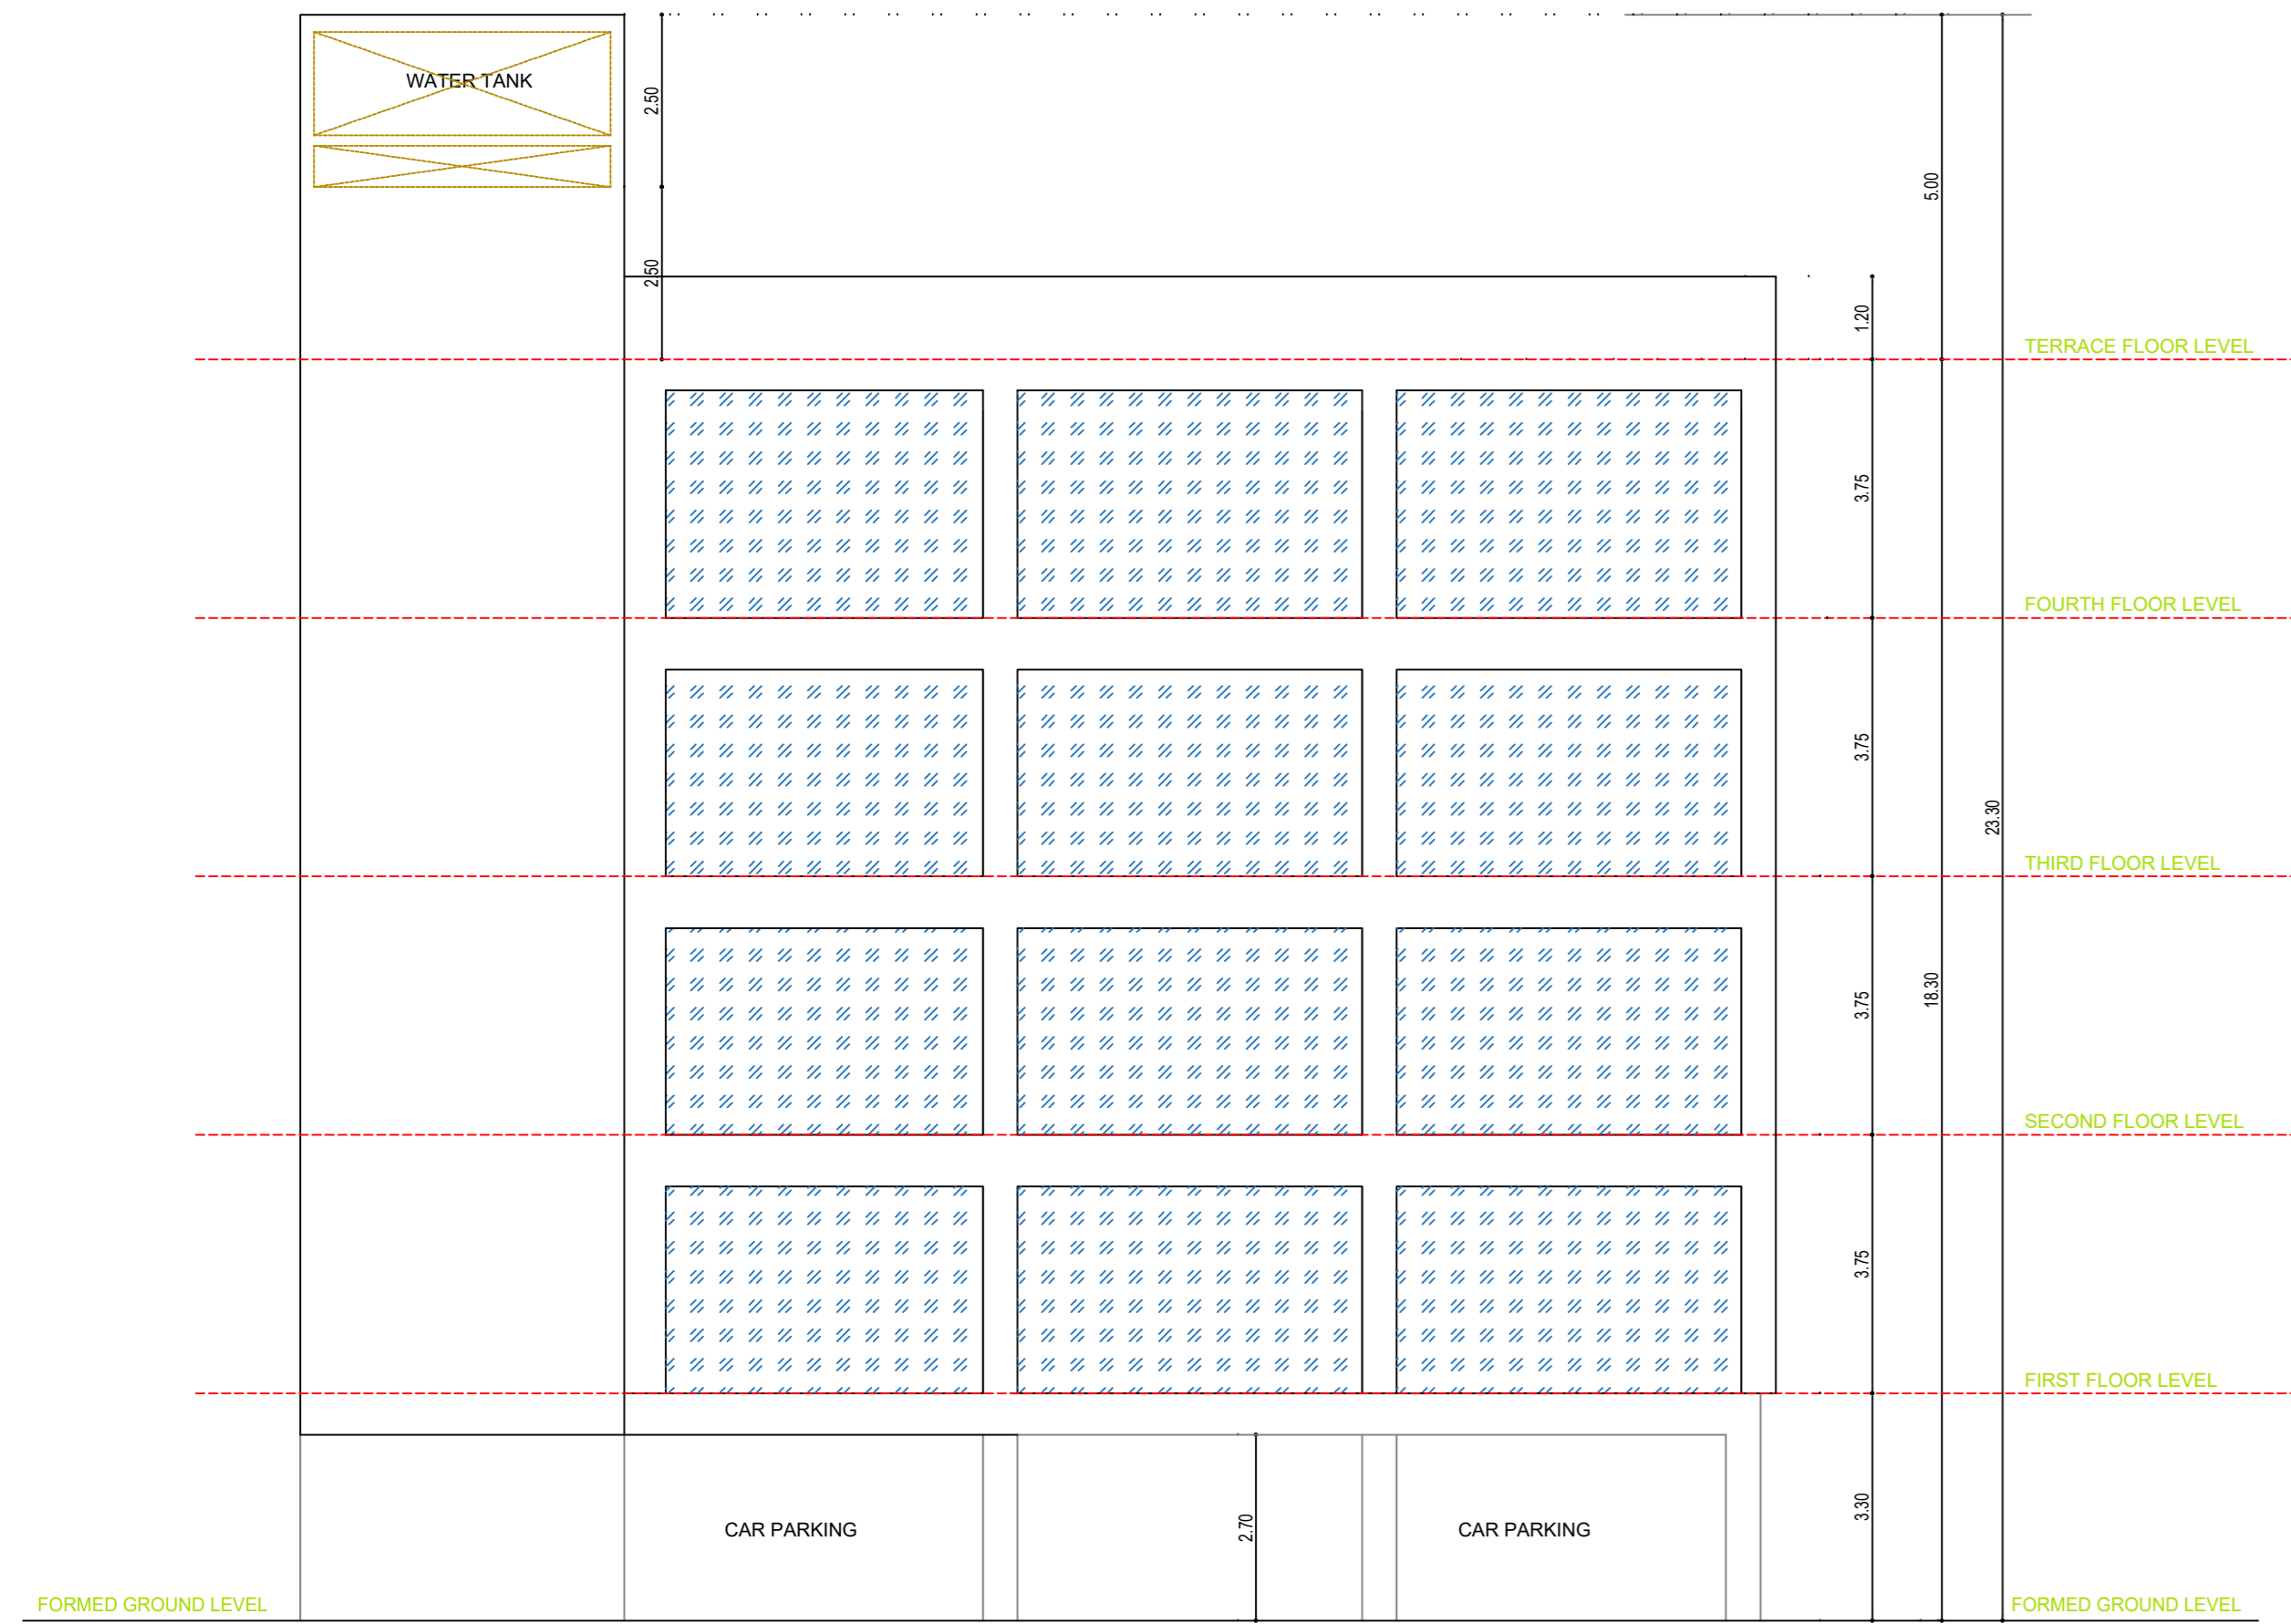 WATER TANK
2.50
5.00
2.50
1.20
TERRACE FLOOR LEVEL
3.75
FOURTH FLOOR LEVEL
3.75
23.30
THIRD FLOOR LEVEL
3.75
18.30
SECOND FLOOR LEVEL
3.75
FIRST FLOOR LEVEL
CAR PARKING
2.70
CAR PARKING
3.30
FORMED GROUND LEVEL
FORMED GROUND LEVEL